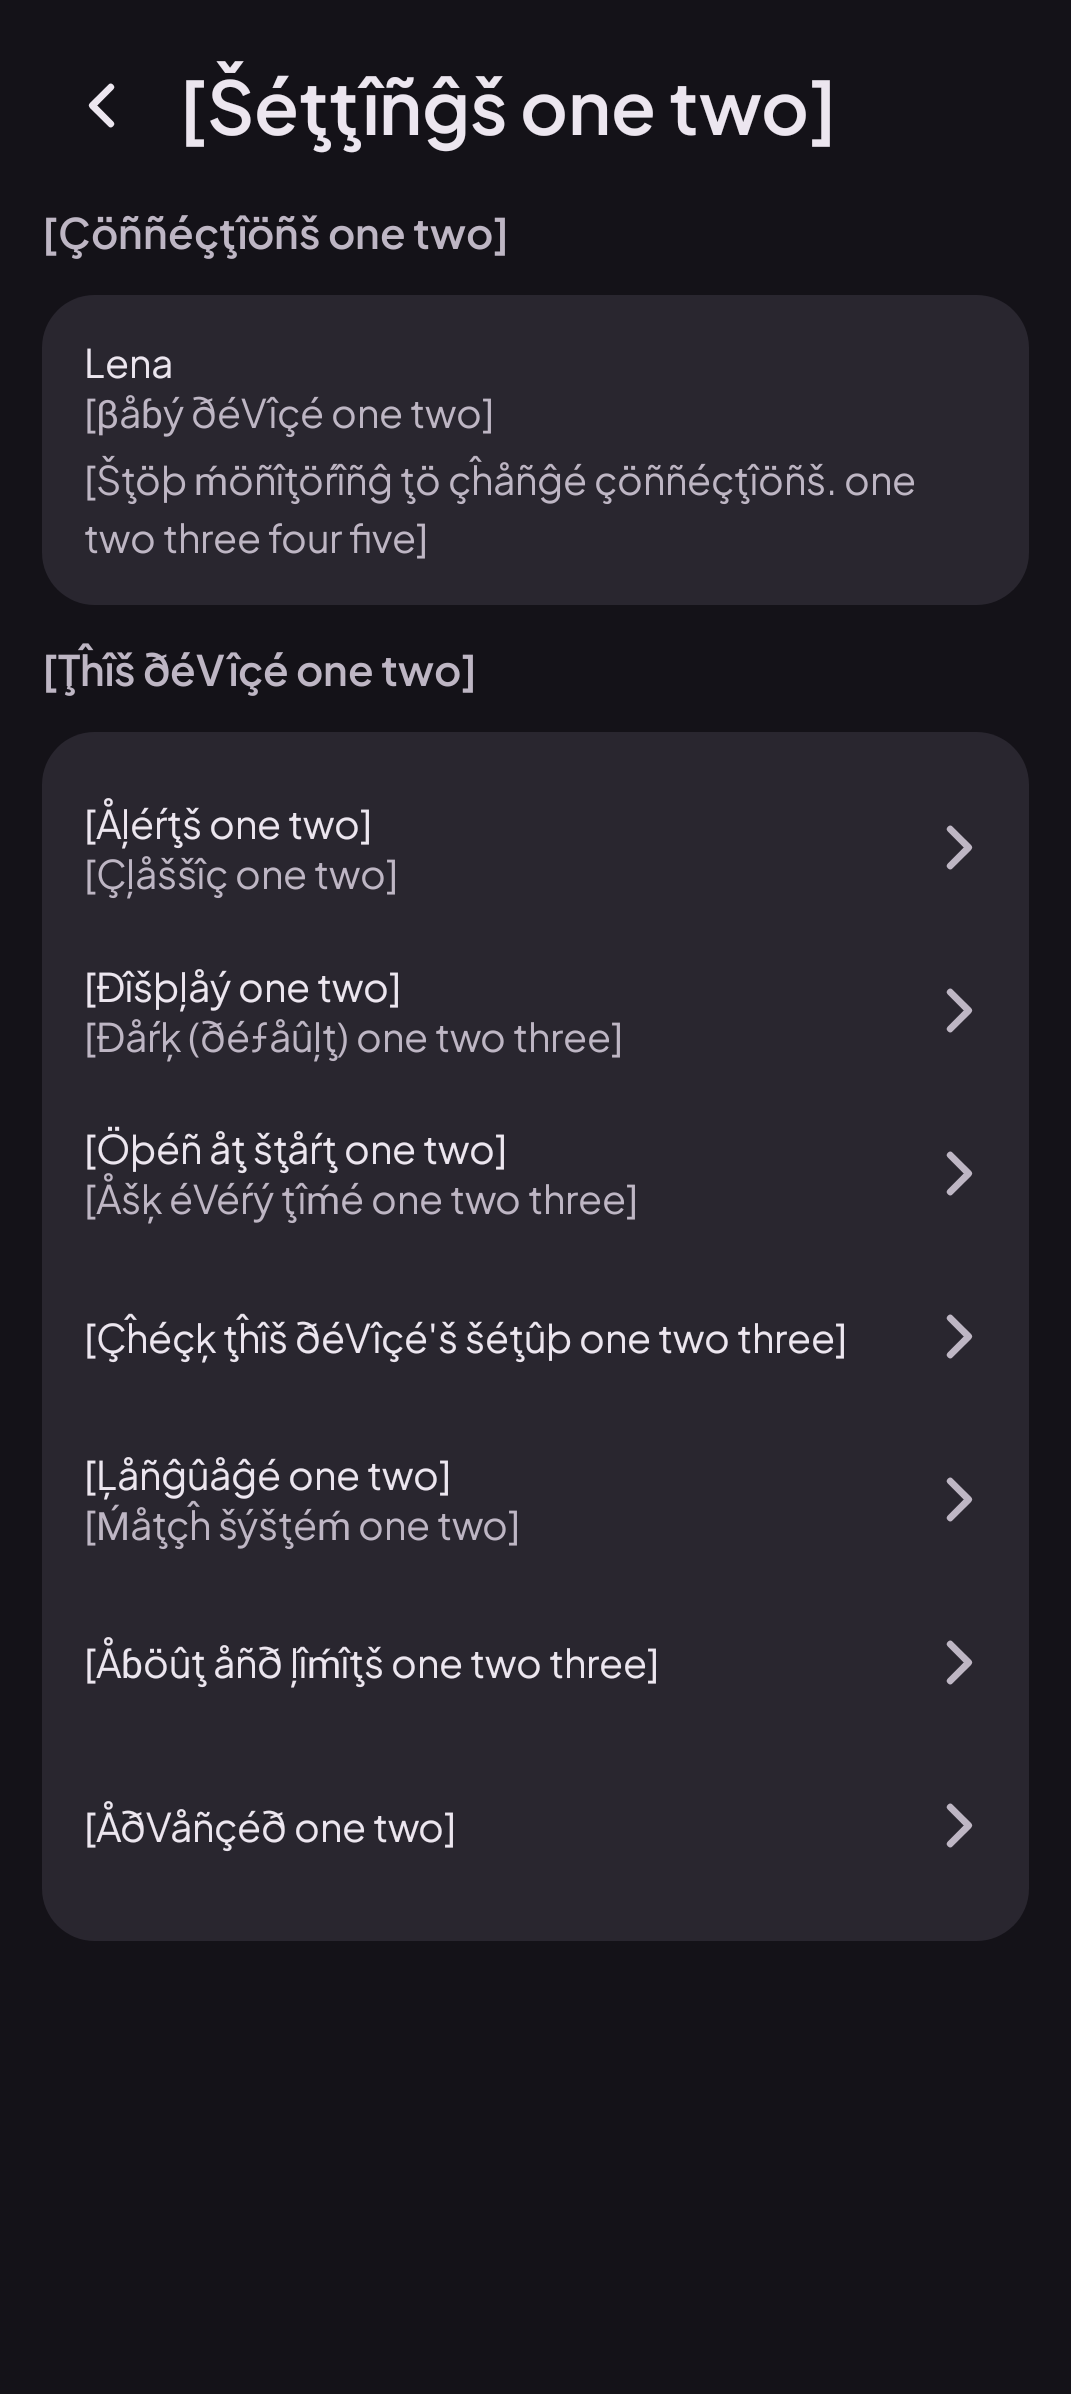 [Šéţţîñĝš one two]
[Çöññéçţîöñš one two]
Lena
[βåɓý ðéVîçé one two]
[Šţöþ ḿöñîţöŕîñĝ ţö çĥåñĝé çöññéçţîöñš. one
two three four five]
[Ţĥîš ðéVîçé one two]
[Åļéŕţš one two]
[Çļåššîç one two]
[Ðîšþļåý one two]
[Ðåŕķ (ðéƒåûļţ) one two three]
[Öþéñ åţ šţåŕţ one two]
[Åšķ éVéŕý ţîḿé one two three]
[Çĥéçķ ţĥîš ðéVîçé'š šéţûþ one two three]
[Ļåñĝûåĝé one two]
[Ḿåţçĥ šýšţéḿ one two]
[Åɓöûţ åñð ļîḿîţš one two three]
[ÅðVåñçéð one two]